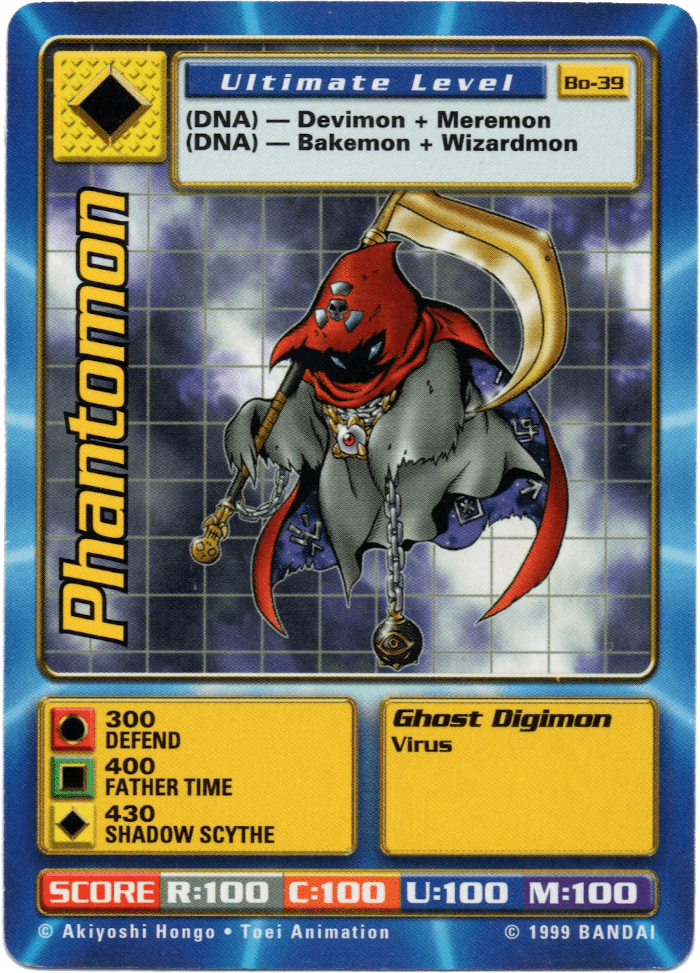 Ultimate Level
Bo-39
(DNA) — Devimon + Meremon
(DNA) — Bakemon + Wizardmon
Phantomon
300
DEFEND
400
FATHER TIME
430
SHADOW SCYTHE
Ghost Digimon
Virus
SCORE R:100 C:100 U:100 M:100
© Akiyoshi Hongo • Toei Animation © 1999 BANDAI